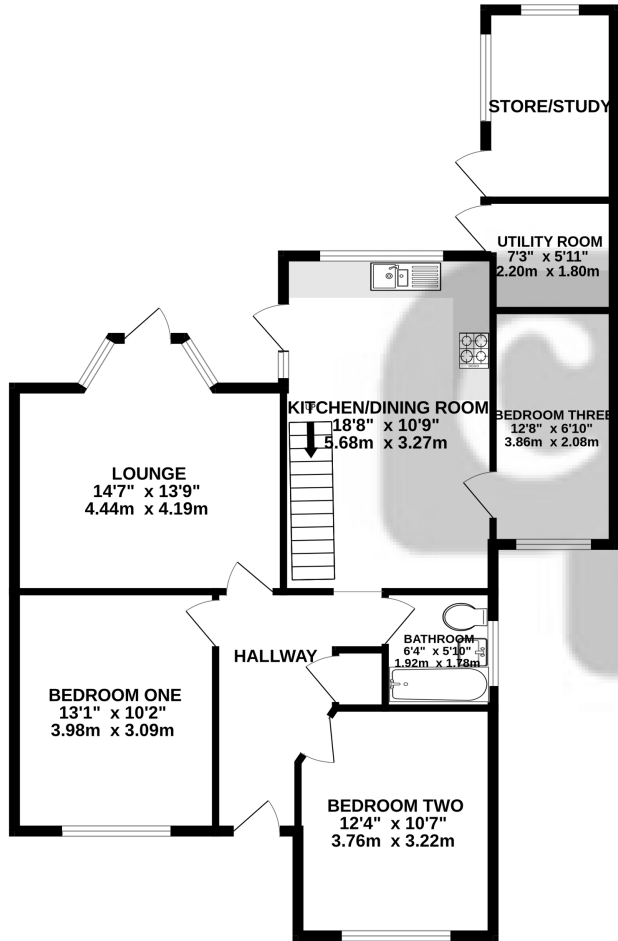 STORE/STUDY
UTILITY ROOM
7'3" x 5'11"
2.20m x 1.80m
KITCHEN/DINING ROOM
18'8" x 10'9"
5.68m x 3.27m
BEDROOM THREE
12'8" x 6'10"
3.86m x 2.08m
LOUNGE
14'7" x 13'9"
4.44m x 4.19m
HALLWAY
BATHROOM
6'4" x 5'10"
1.92m x 1.78m
BEDROOM ONE
13'1" x 10'2"
3.98m x 3.09m
BEDROOM TWO
12'4" x 10'7"
3.76m x 3.22m